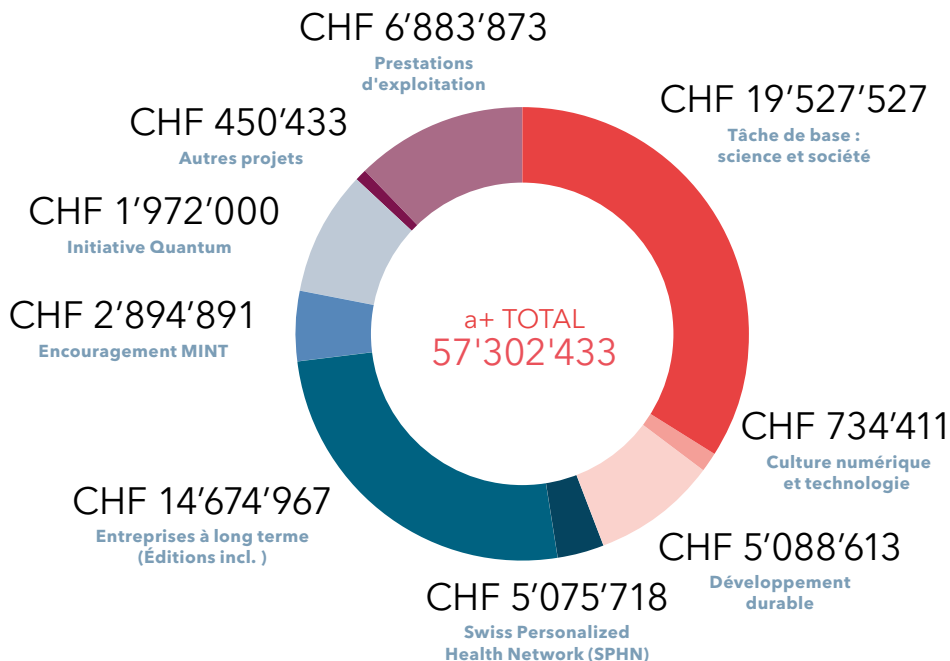 CHF 6’883’873
Prestations
d'exploitation
CHF 19’527’527
Tâche de base :
science et société
CHF 450’433
Autres projets
CHF 1’972’000
Initiative Quantum
CHF 2’894’891
Encouragement MINT
a+ TOTAL
57'302'433
CHF 734’411
Culture numérique
et technologie
CHF 14’674’967
Entreprises à long terme
(Éditions incl. )
CHF 5’088’613
Développement
durable
CHF 5’075’718
Swiss Personalized
Health Network (SPHN)